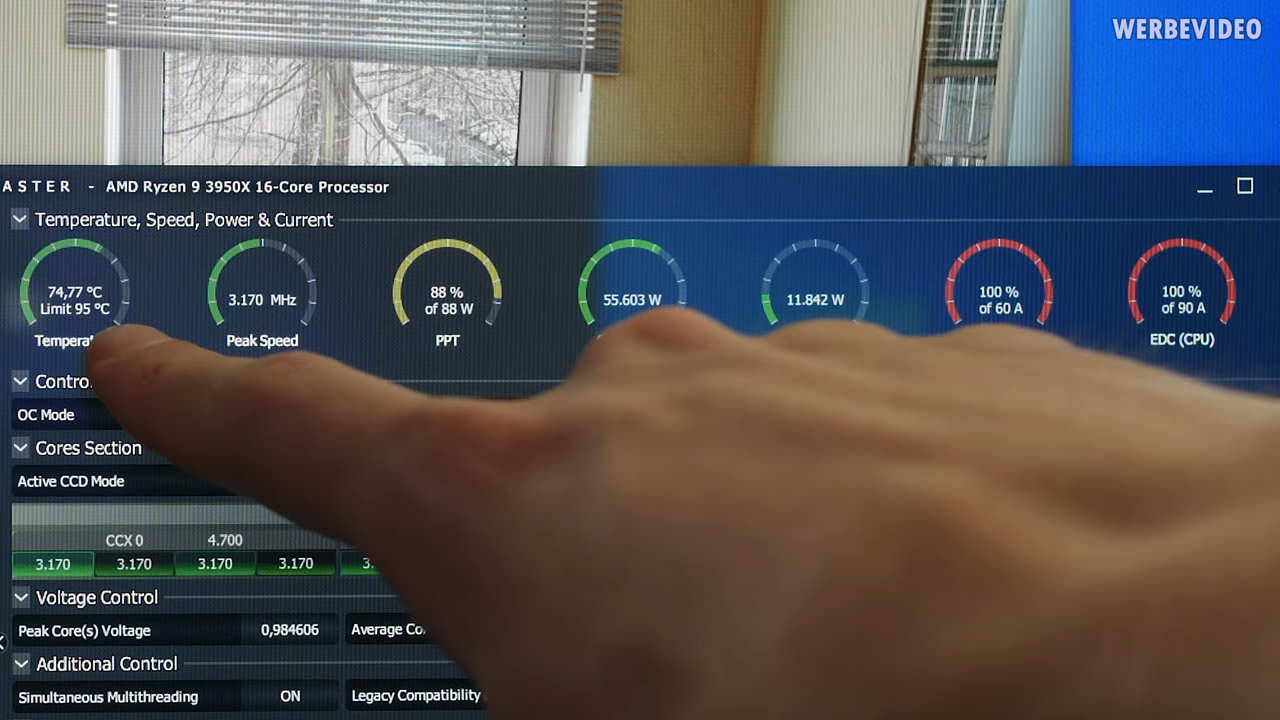 WERBEVIDEO
ASTER - AMD Ryzen 9 3950X 16-Core Processor
Temperature, Speed, Power & Current
74,77 °C
Limit 95 °C
3.170 MHz
88 %
of 88 W
55.603 W
11.842 W
100 %
of 60 A
100 %
of 90 A
Peak Speed
PPT
EDC (CPU)
OC Mode
Cores Section
Active CCD Mode
CCX 0 4.700
3.170 3.170 3.170 3.170 3.
Voltage Control
Peak Core(s) Voltage 0,984606 Average
Additional Control
Simultaneous Multithreading ON Legacy Compatibility